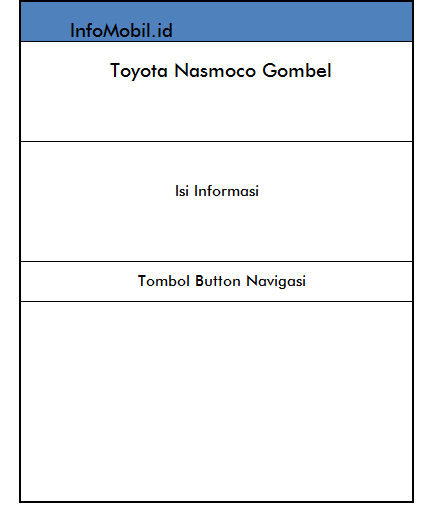 InfoMobil.id
Toyota Nasmoco Gombel
Isi Informasi
Tombol Button Navigasi